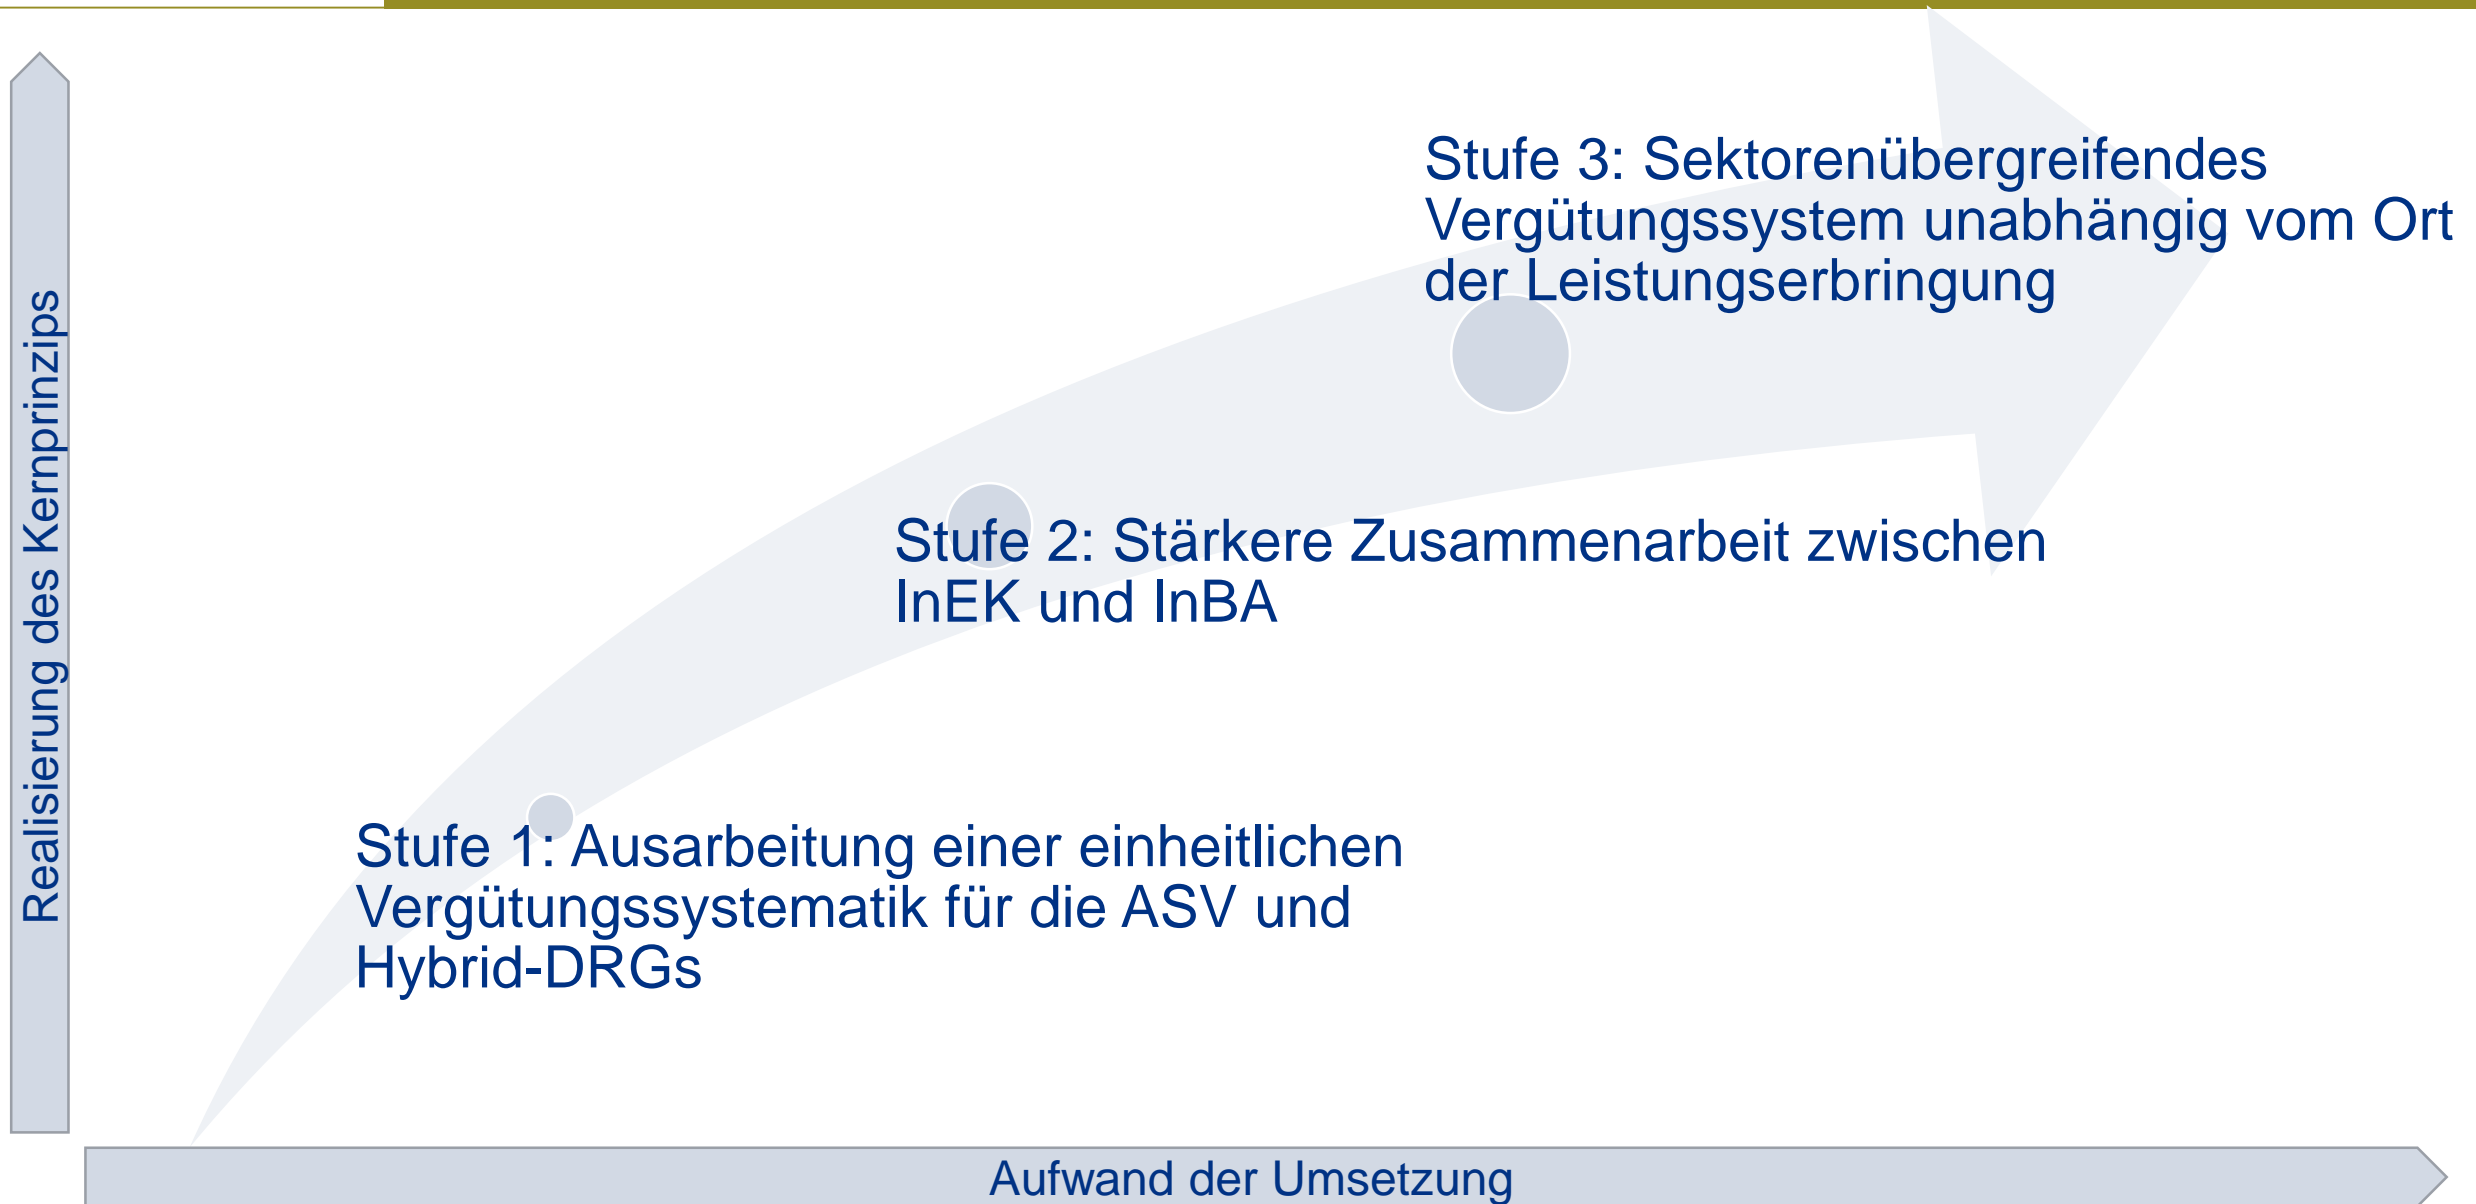 Realisierung des Kernprinzips
Stufe 3: Sektorenübergreifendes
Vergütungssystem unabhängig vom Ort
der Leistungserbringung
Stufe 2: Stärkere Zusammenarbeit zwischen
InEK und InBA
Stufe 1: Ausarbeitung einer einheitlichen
Vergütungssystematik für die ASV und
Hybrid-DRGs
Aufwand der Umsetzung